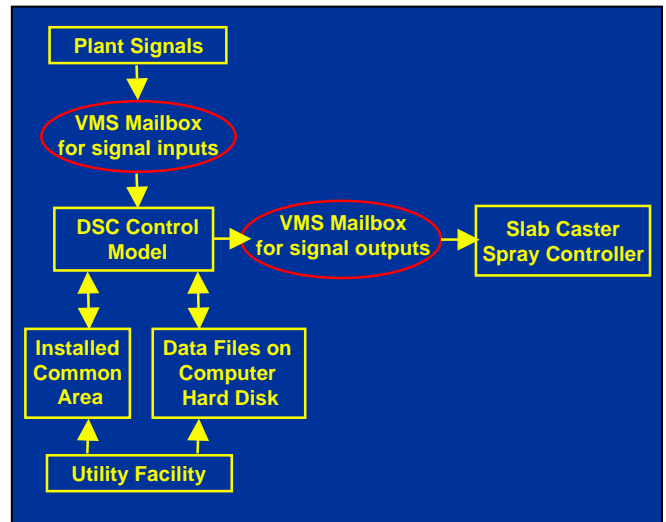 Plant Signals
VMS Mailbox
for signal inputs
DSC Control
Model
VMS Mailbox
for signal outputs
Slab Caster
Spray Controller
Installed
Common
Area
Data Files on
Computer
Hard Disk
Utility Facility